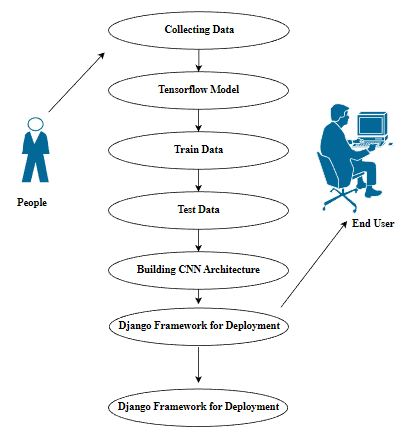 Collecting Data
Tensorflow Model
Train Data
Test Data
People
End User
Building CNN Architecture
Django Framework for Deployment
Django Framework for Deployment